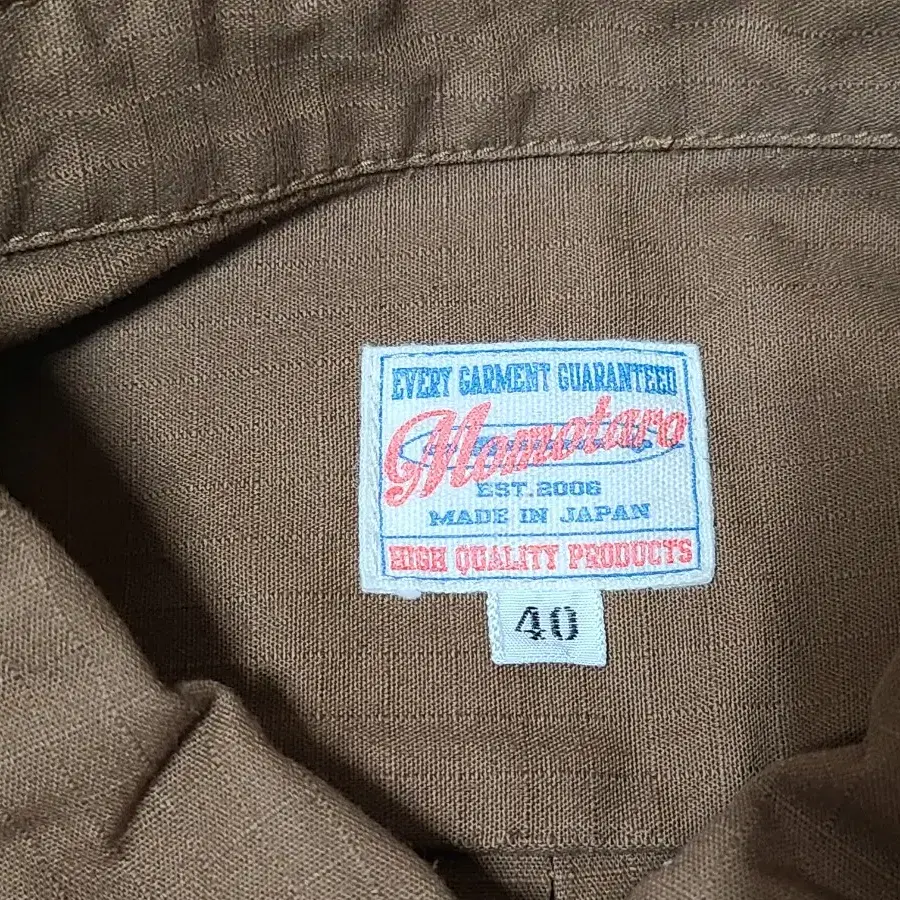 EVERY GARMENT GUARANTEED
Momotaro
EST.2006
MADE IN JAPAN
HIGH QUALITY PRODUCTS
40